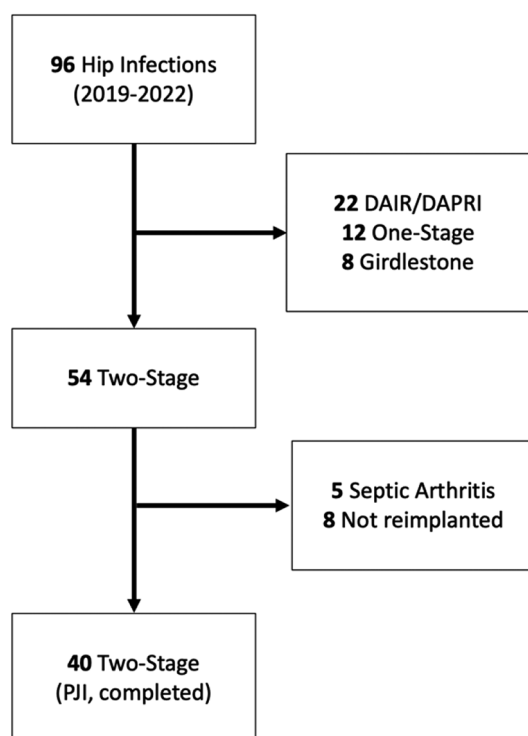 96 Hip Infections
(2019-2022)
22 DAIR/DAPRI
12 One-Stage
8 Girdlestone
54 Two-Stage
5 Septic Arthritis
8 Not reimplanted
40 Two-Stage
(PJI, completed)